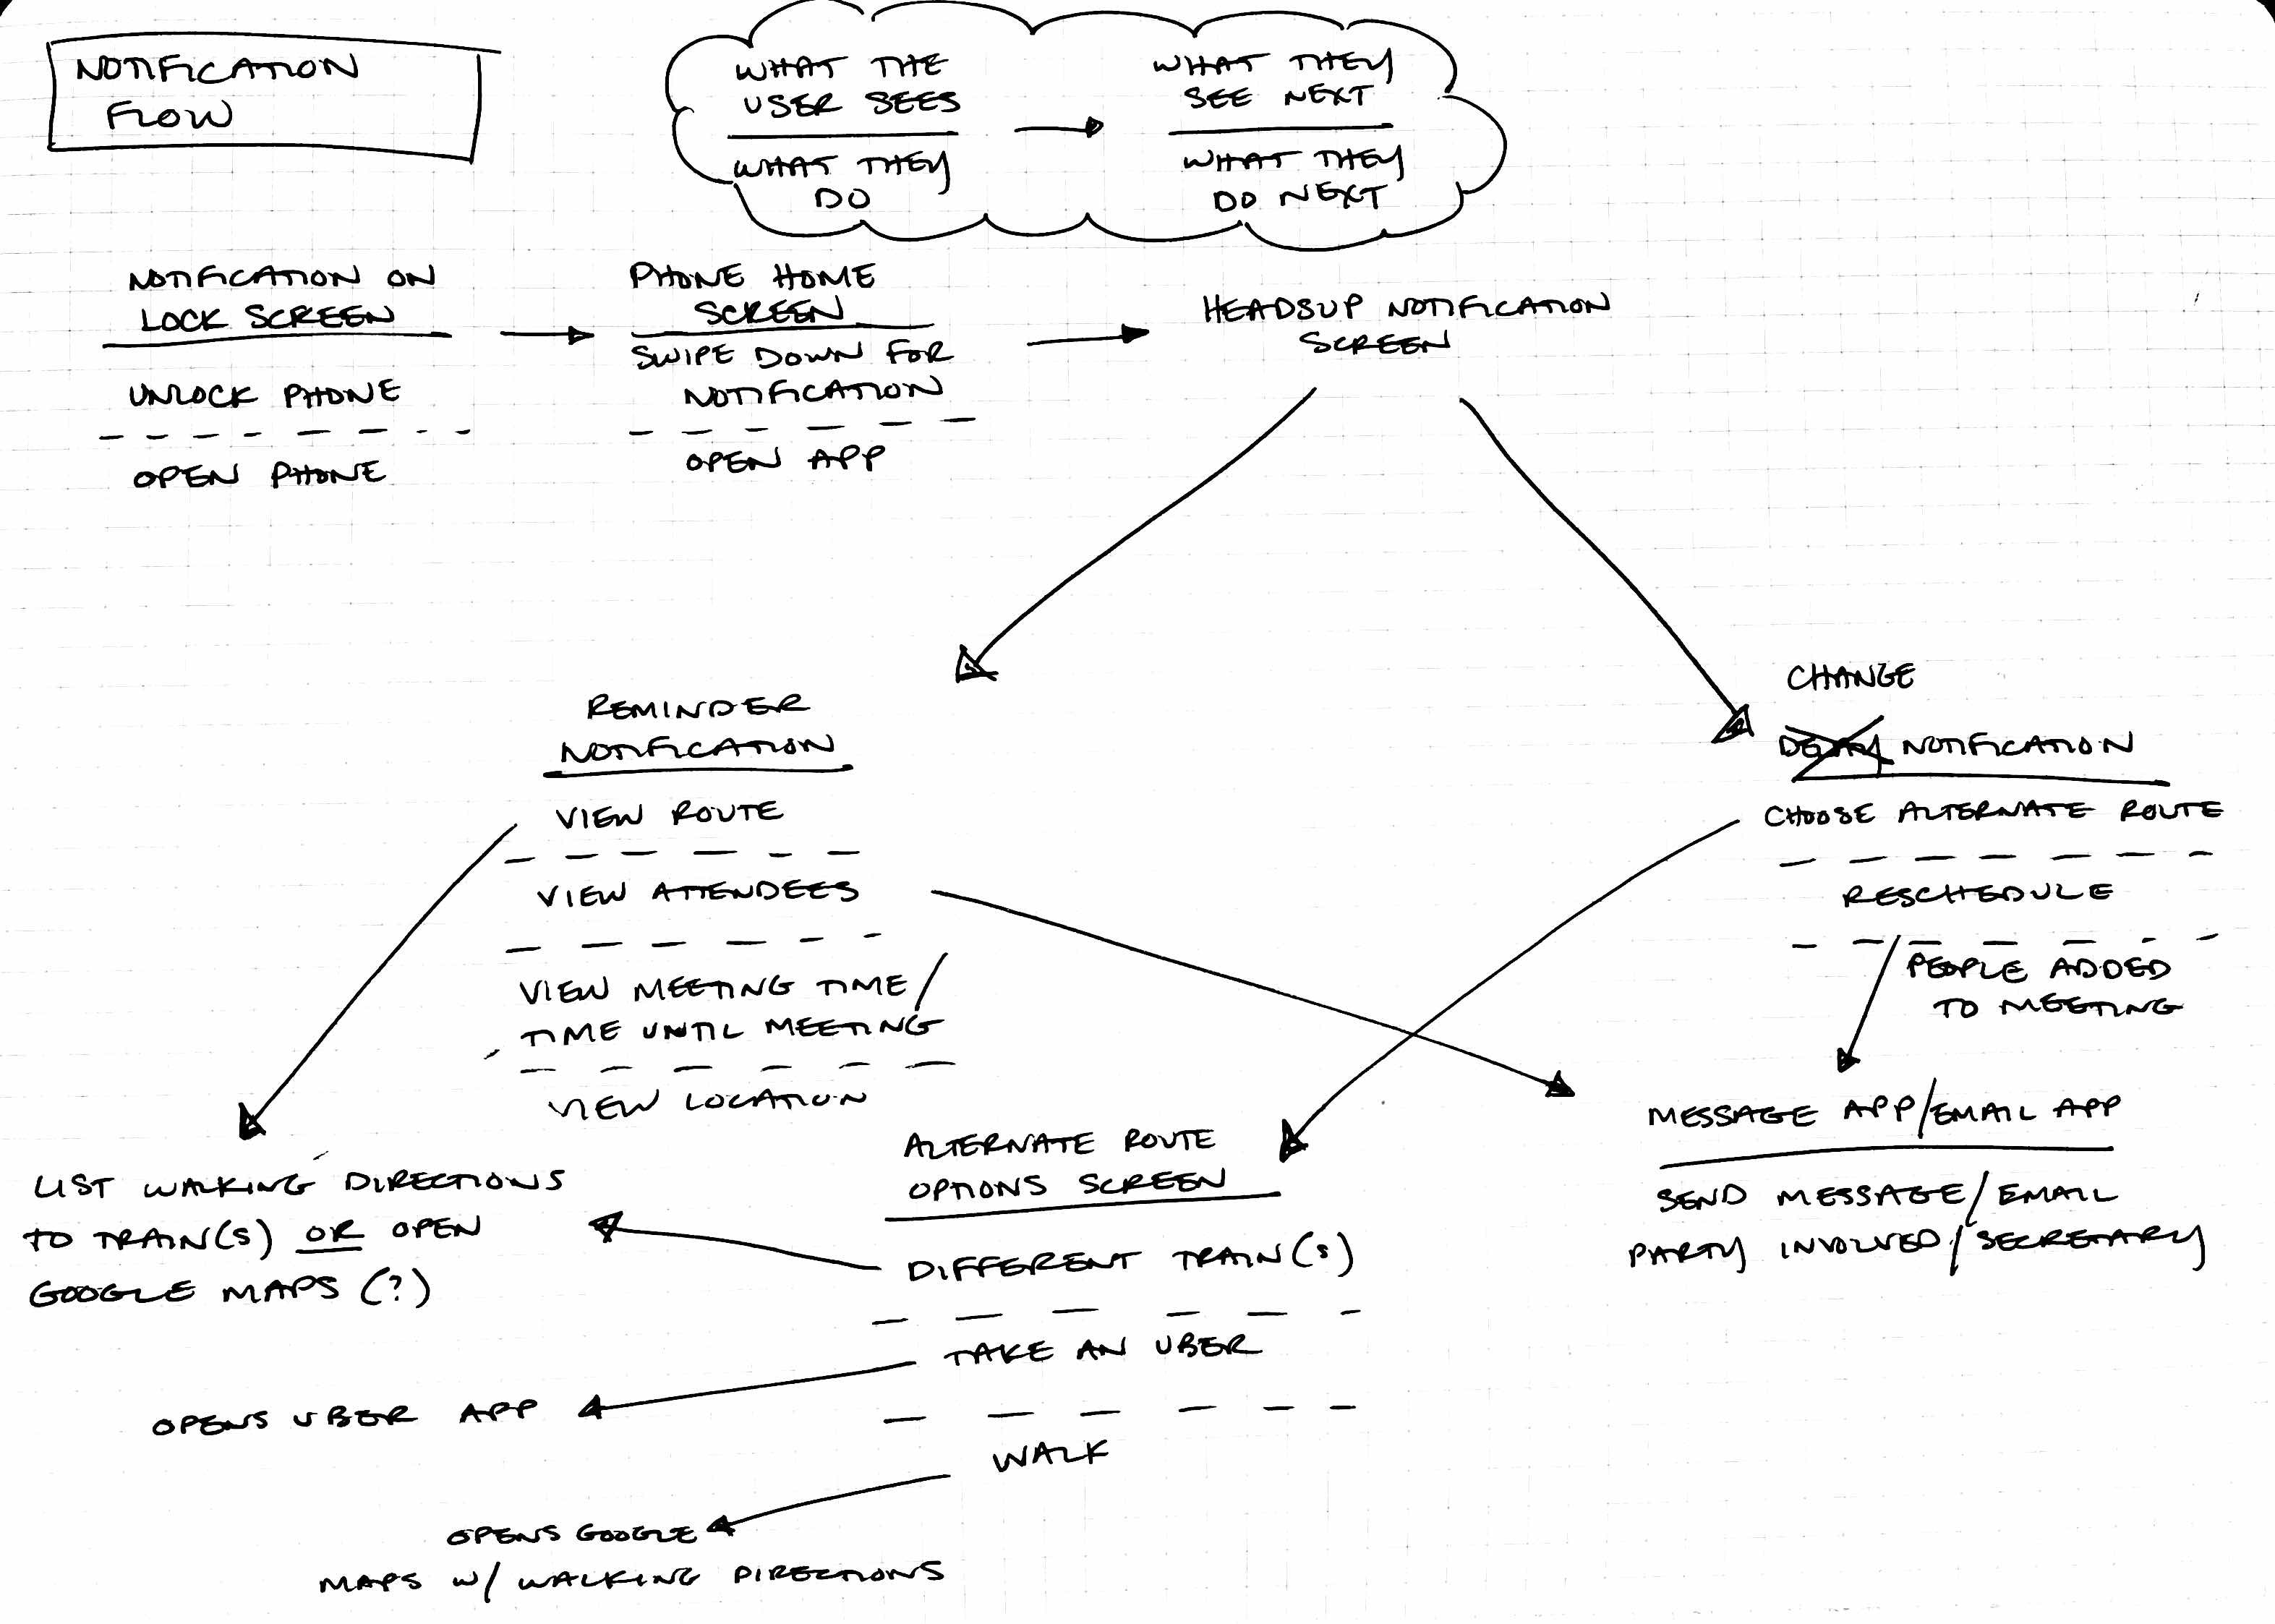 NOTIFICATION
FLOW
WHAT THE
USER SEES
WHAT THEY
DO
WHAT THEY
SEE NEXT
WHAT THEY
DO NEXT
NOTIFICATION ON
LOCK SCREEN
UNLOCK PHONE
OPEN PHONE
PHONE HOME
SCREEN
SWIPE DOWN FOR
NOTIFICATION
OPEN APP
HEADSUP NOTIFICATION
SCREEN
REMINDER
NOTIFICATION
VIEW ROUTE
VIEW ATTENDEES
VIEW MEETING TIME/
TIME UNTIL MEETING
VIEW LOCATION
CHANGE
DELAY NOTIFICATION
CHOOSE ALTERNATE ROUTE
RESCHEDULE
PEOPLE ADDED
TO MEETING
MESSAGE APP/EMAIL APP
SEND MESSAGE/EMAIL
PARTY INVOLVED/SECRETARY
ALTERNATE ROUTE
OPTIONS SCREEN
DIFFERENT TRAIN(S)
TAKE AN UBER
WALK
LIST WALKING DIRECTIONS
TO TRAIN(S) OR OPEN
GOOGLE MAPS (?)
OPENS UBER APP
OPENS GOOGLE
MAPS W/ WALKING DIRECTIONS